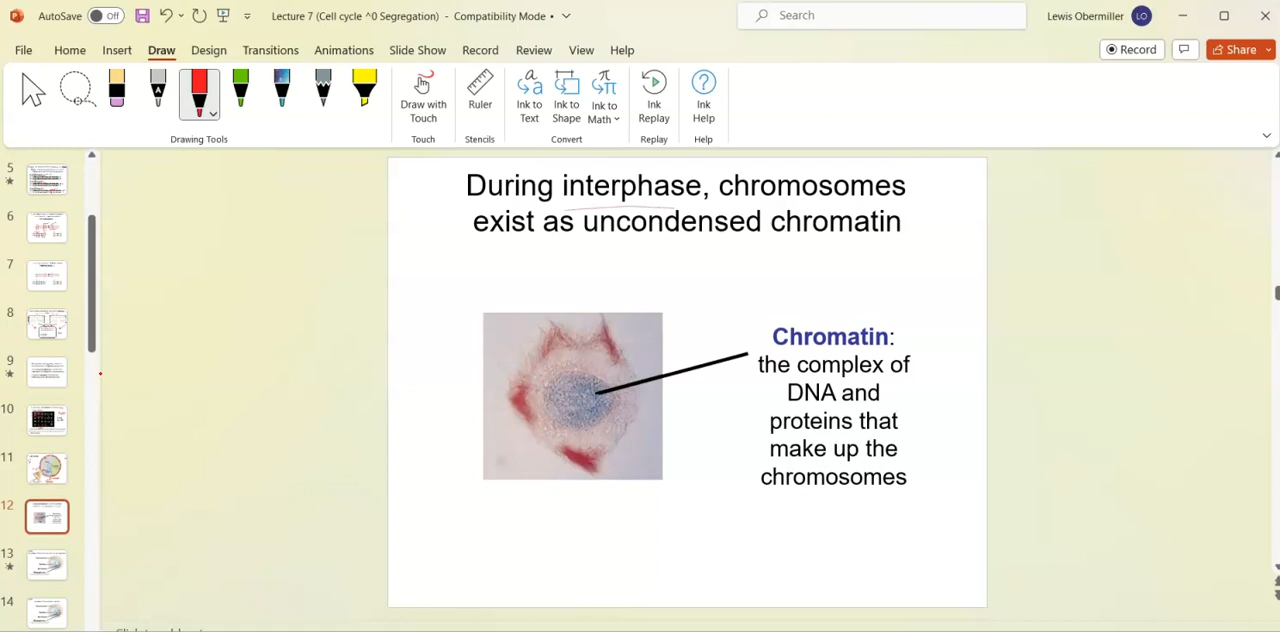 AutoSave Off Lecture 7 (Cell cycle ^0 Segregation) - Compatibility Mode • Search Lewis Obermiller LO
File Home Insert Draw Design Transitions Animations Slide Show Record Review View Help Record Share
Draw with Touch
Ruler
Ink to Text
Ink to Shape
Ink to Math
Ink Replay
Ink Help
Drawing Tools Touch Stencils Convert Replay Help
5
6
7
8
9
10
11
12
13
14
During interphase, chromosomes
exist as uncondensed chromatin
Chromatin:
the complex of
DNA and
proteins that
make up the
chromosomes